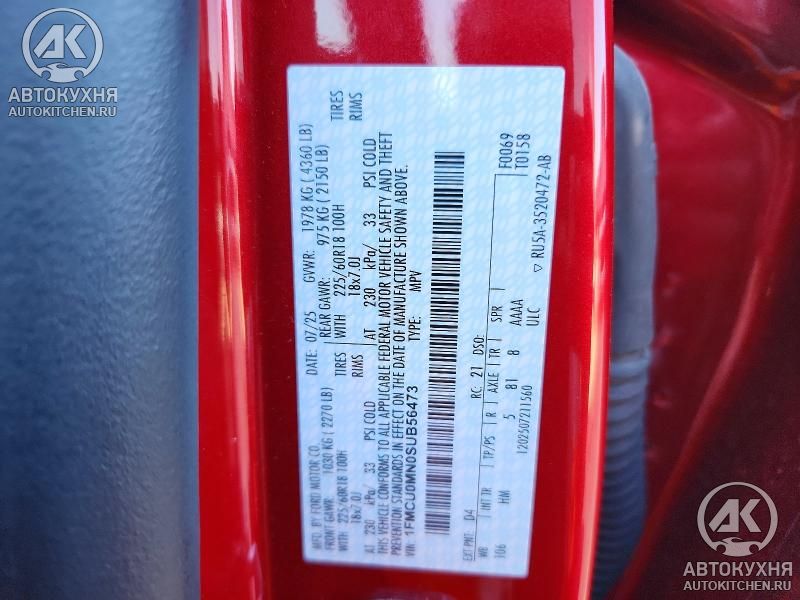 АК
АВТОКУХНЯ
AUTOKITCHEN.RU
MFD. BY FORD MOTOR CO. DATE: 07/25 GVWR: 1978 KG ( 4360 LB)
FRONT GAWR: 1030 KG ( 2270 LB) REAR GAWR: 975 KG ( 2150 LB)
WITH 225/60R18 100H TIRES WITH 225/60R18 100H TIRES
18x7.0J RIMS 18x7.0J RIMS
AT 230 kPa/ 33 PSI COLD AT 230 kPa/ 33 PSI COLD
THIS VEHICLE CONFORMS TO ALL APPLICABLE FEDERAL MOTOR VEHICLE SAFETY AND THEFT
PREVENTION STANDARDS IN EFFECT ON THE DATE OF MANUFACTURE SHOWN ABOVE.
VIN: 1FMCU0MN0SUB56473 TYPE: MPV
F0069
T0158
EXT PNT: D4 RC: 21 DSO:
WB INT TR TP/PS R AXLE TR SPR
106 HM 5 81 8 AAAA
ULC
1202507211560 ▽ RU5A-3520472-AB
АК
АВТОКУХНЯ
AUTOKITCHEN.RU